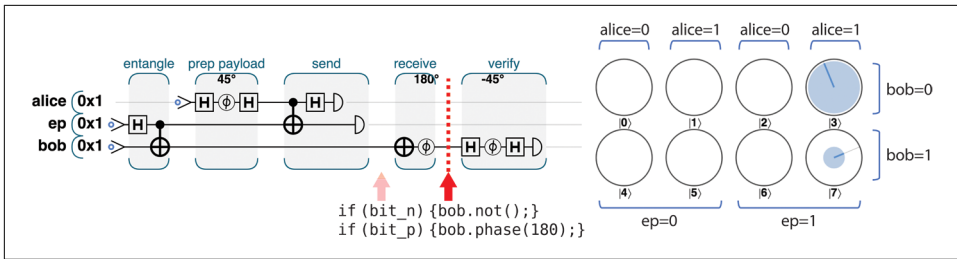 entangle prep payload send receive verify
45° 180° -45°
alice 0x1 H ϕ H H
ep 0x1 H
bob 0x1 ϕ H ϕ H
if (bit_n) {bob.not();}
if (bit_p) {bob.phase(180);}
alice=0 alice=1 alice=0 alice=1
|0⟩ |1⟩ |2⟩ |3⟩
bob=0
|4⟩ |5⟩ |6⟩ |7⟩
bob=1
ep=0 ep=1